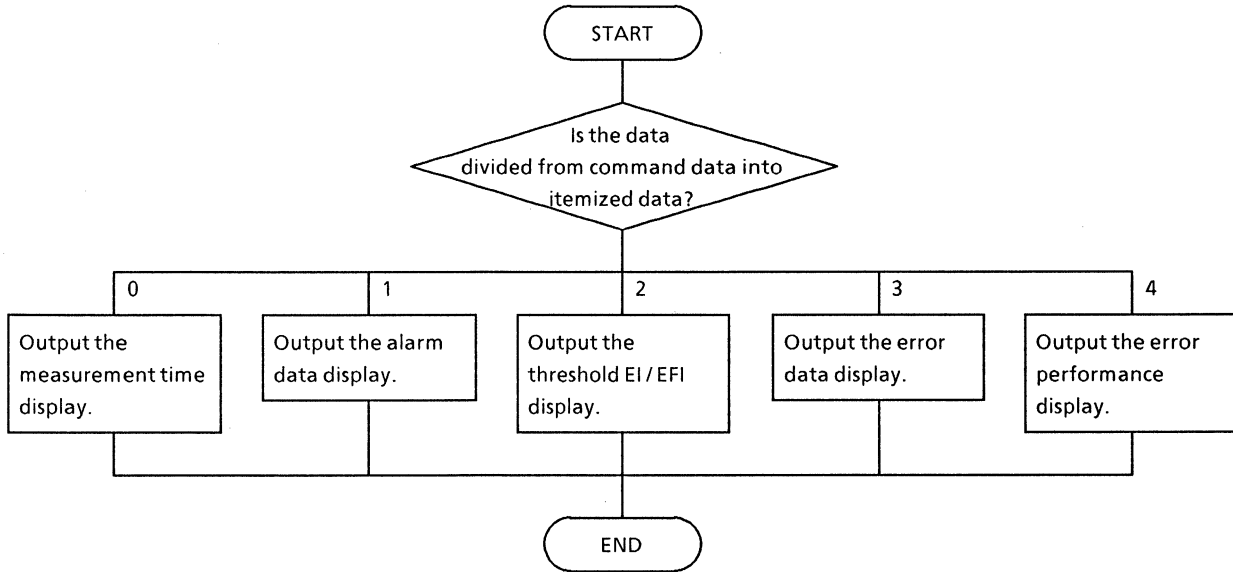 START
Is the data
divided from command data into
itemized data?
0
1
2
3
4
Output the
measurement time
display.
Output the alarm
data display.
Output the
threshold EI / EFI
display.
Output the error
data display.
Output the error
performance
display.
END